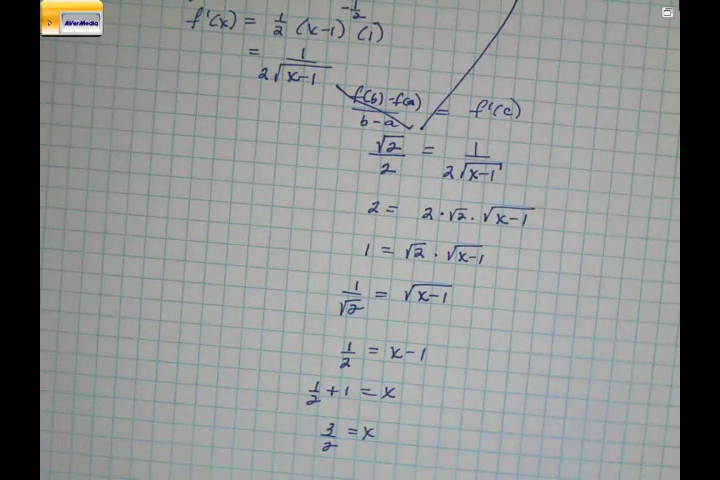 AVerMedia
f'(x) = 1/2 (x-1)^(-1/2) (1)
= 1/(2√(x-1))
(f(b)-f(a))/(b-a) = f'(c)
√2/2 = 1/(2√(x-1))
2 = 2·√2·√(x-1)
1 = √2·√(x-1)
1/√2 = √(x-1)
1/2 = x-1
1/2+1 = x
3/2 = x